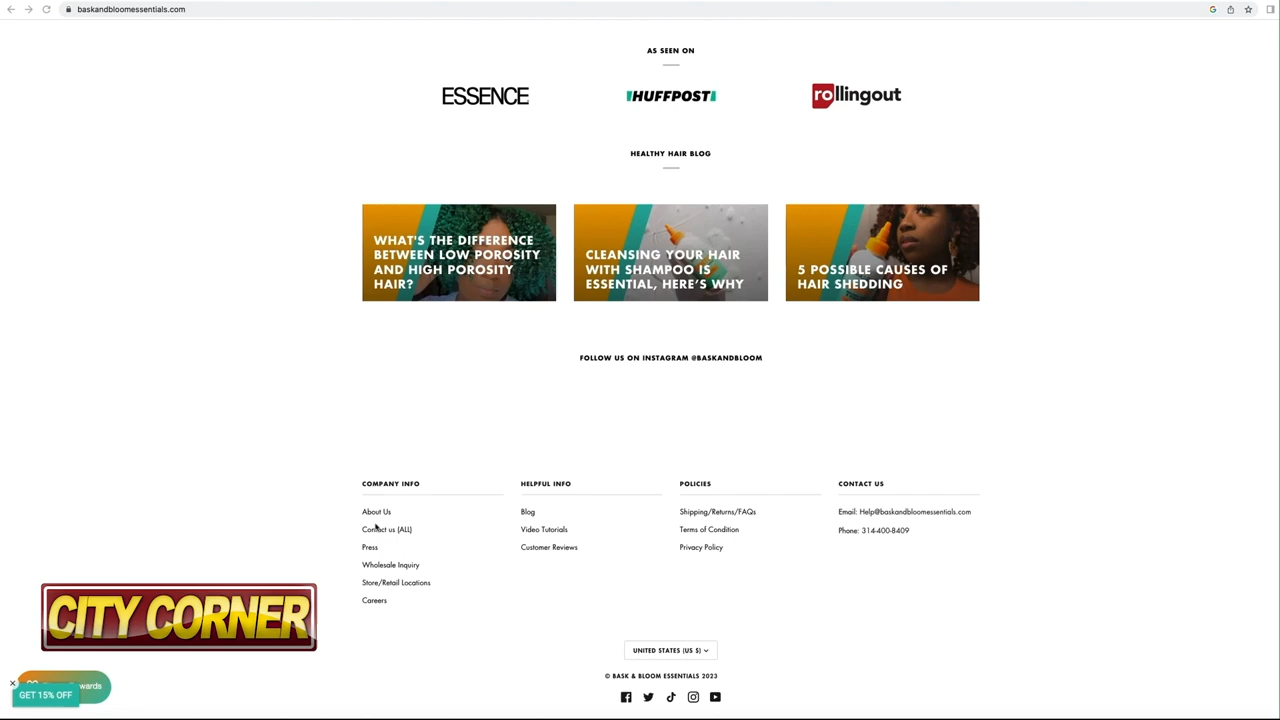 baskandbloomessentials.com
AS SEEN ON
ESSENCE
HUFFPOST
rollingout
HEALTHY HAIR BLOG
WHAT'S THE DIFFERENCE
BETWEEN LOW POROSITY
AND HIGH POROSITY
HAIR?
CLEANSING YOUR HAIR
WITH SHAMPOO IS
ESSENTIAL, HERE'S WHY
5 POSSIBLE CAUSES OF
HAIR SHEDDING
FOLLOW US ON INSTAGRAM @BASKANDBLOOM
COMPANY INFO
About Us
Contact us (ALL)
Press
Wholesale Inquiry
Store/Retail Locations
Careers
HELPFUL INFO
Blog
Video Tutorials
Customer Reviews
POLICIES
Shipping/Returns/FAQs
Terms of Condition
Privacy Policy
CONTACT US
Email: Help@baskandbloomessentials.com
Phone: 314-400-8409
CITY CORNER
GET 15% OFF
UNITED STATES (US $)
© BASK & BLOOM ESSENTIALS 2023